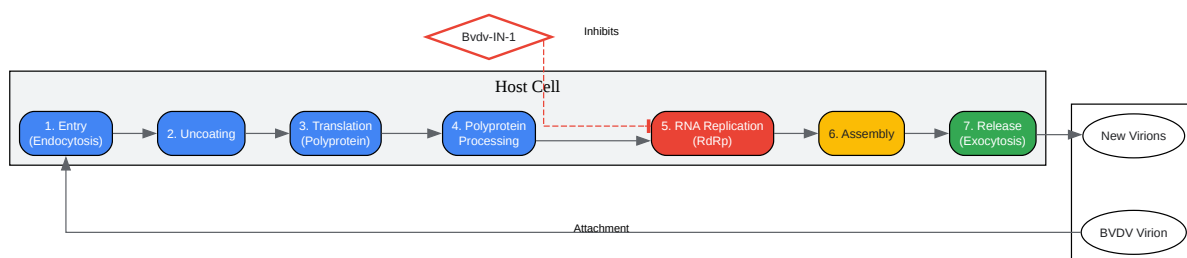 Bvdv-IN-1
Inhibits
Host Cell
1. Entry
(Endocytosis)
2. Uncoating
3. Translation
(Polyprotein)
4. Polyprotein
Processing
5. RNA Replication
(RdRp)
6. Assembly
7. Release
(Exocytosis)
New Virions
Attachment
BVDV Virion